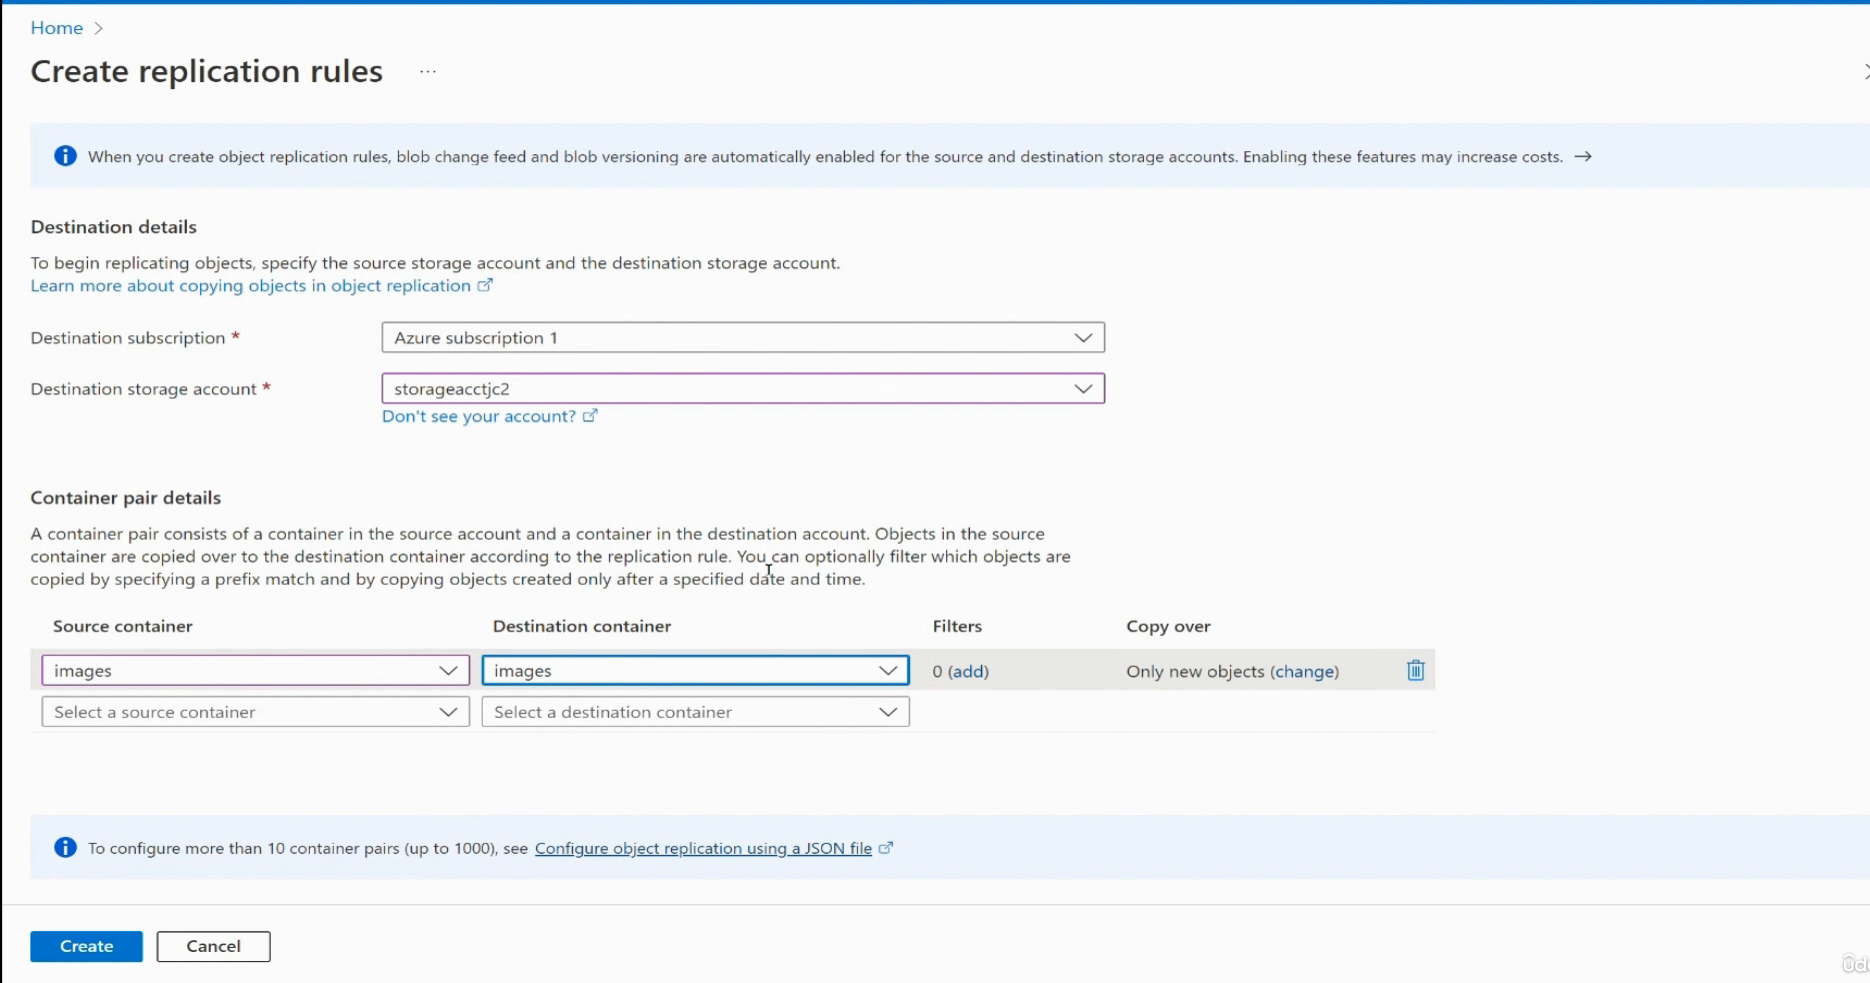 Home >
Create replication rules ...
When you create object replication rules, blob change feed and blob versioning are automatically enabled for the source and destination storage accounts. Enabling these features may increase costs. →
Destination details
To begin replicating objects, specify the source storage account and the destination storage account.
Learn more about copying objects in object replication
Destination subscription * Azure subscription 1
Destination storage account * storageacctjc2
Don't see your account?
Container pair details
A container pair consists of a container in the source account and a container in the destination account. Objects in the source
container are copied over to the destination container according to the replication rule. You can optionally filter which objects are
copied by specifying a prefix match and by copying objects created only after a specified date and time.
Source container Destination container Filters Copy over
images images 0 (add) Only new objects (change)
Select a source container Select a destination container
To configure more than 10 container pairs (up to 1000), see Configure object replication using a JSON file
Create Cancel